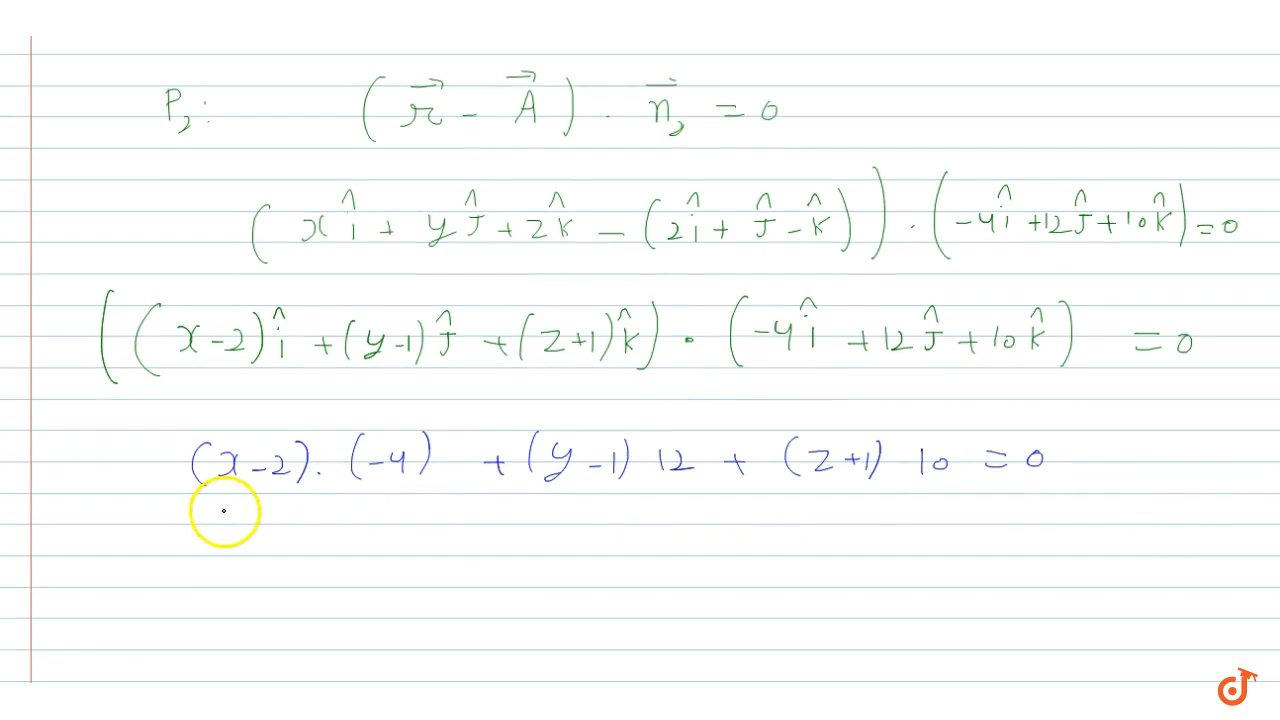 P₂: (r⃗ - A⃗) . n⃗₂ = 0
(xî + yĵ + zk̂ - (2î + ĵ - k̂)) . (-4î + 12ĵ + 10k̂) = 0
(((x-2)î + (y-1)ĵ + (z+1)k̂) • (-4î + 12ĵ + 10k̂) = 0
(x-2) . (-4) + (y-1) 12 + (z+1) 10 = 0